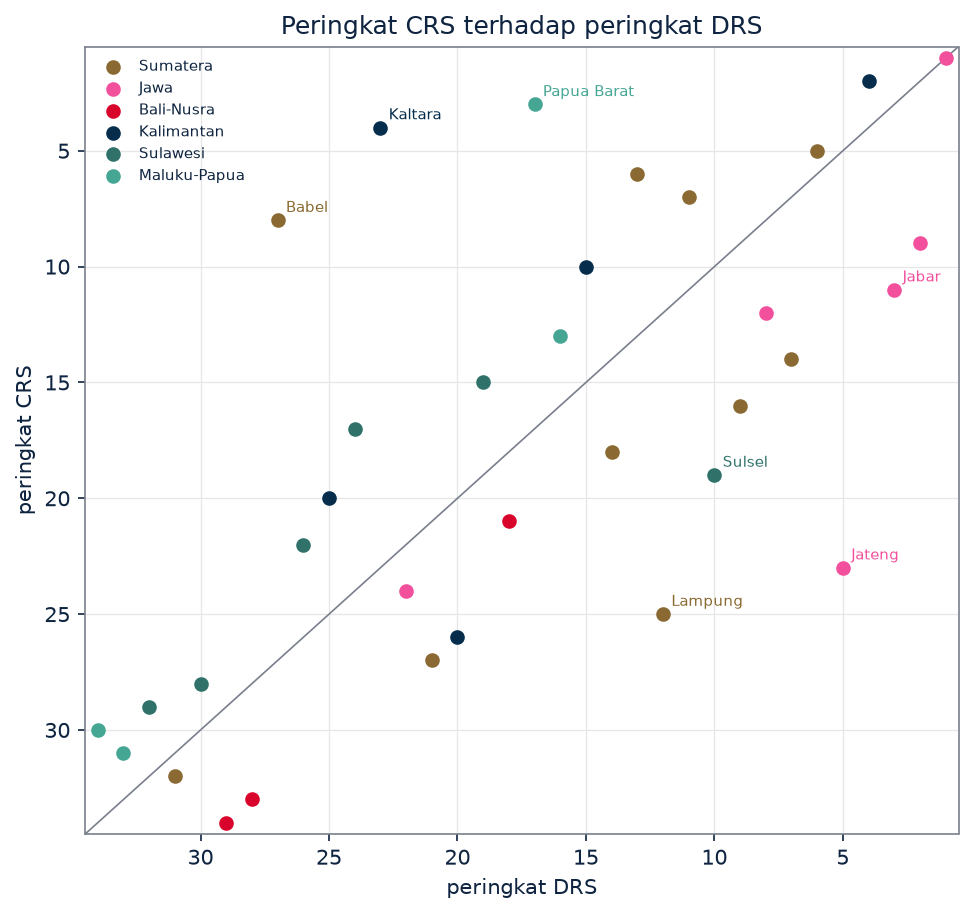 Peringkat CRS terhadap peringkat DRS
Sumatera
Jawa
Bali-Nusra
Kalimantan
Sulawesi
Maluku-Papua
Papua Barat
Kaltara
Babel
Jabar
Sulsel
Jateng
Lampung
peringkat CRS
5
10
15
20
25
30
30 25 20 15 10 5
peringkat DRS